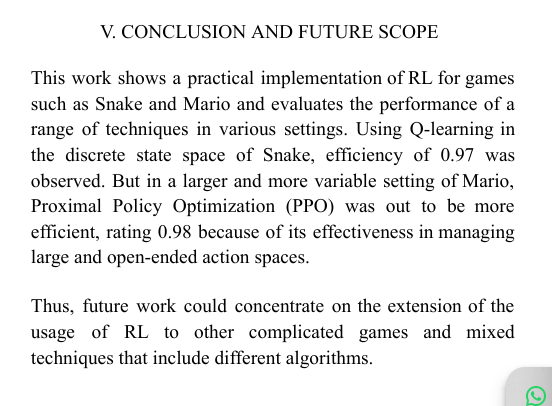 V. CONCLUSION AND FUTURE SCOPE
This work shows a practical implementation of RL for games
such as Snake and Mario and evaluates the performance of a
range of techniques in various settings. Using Q-learning in
the discrete state space of Snake, efficiency of 0.97 was
observed. But in a larger and more variable setting of Mario,
Proximal Policy Optimization (PPO) was out to be more
efficient, rating 0.98 because of its effectiveness in managing
large and open-ended action spaces.
Thus, future work could concentrate on the extension of the
usage of RL to other complicated games and mixed
techniques that include different algorithms.